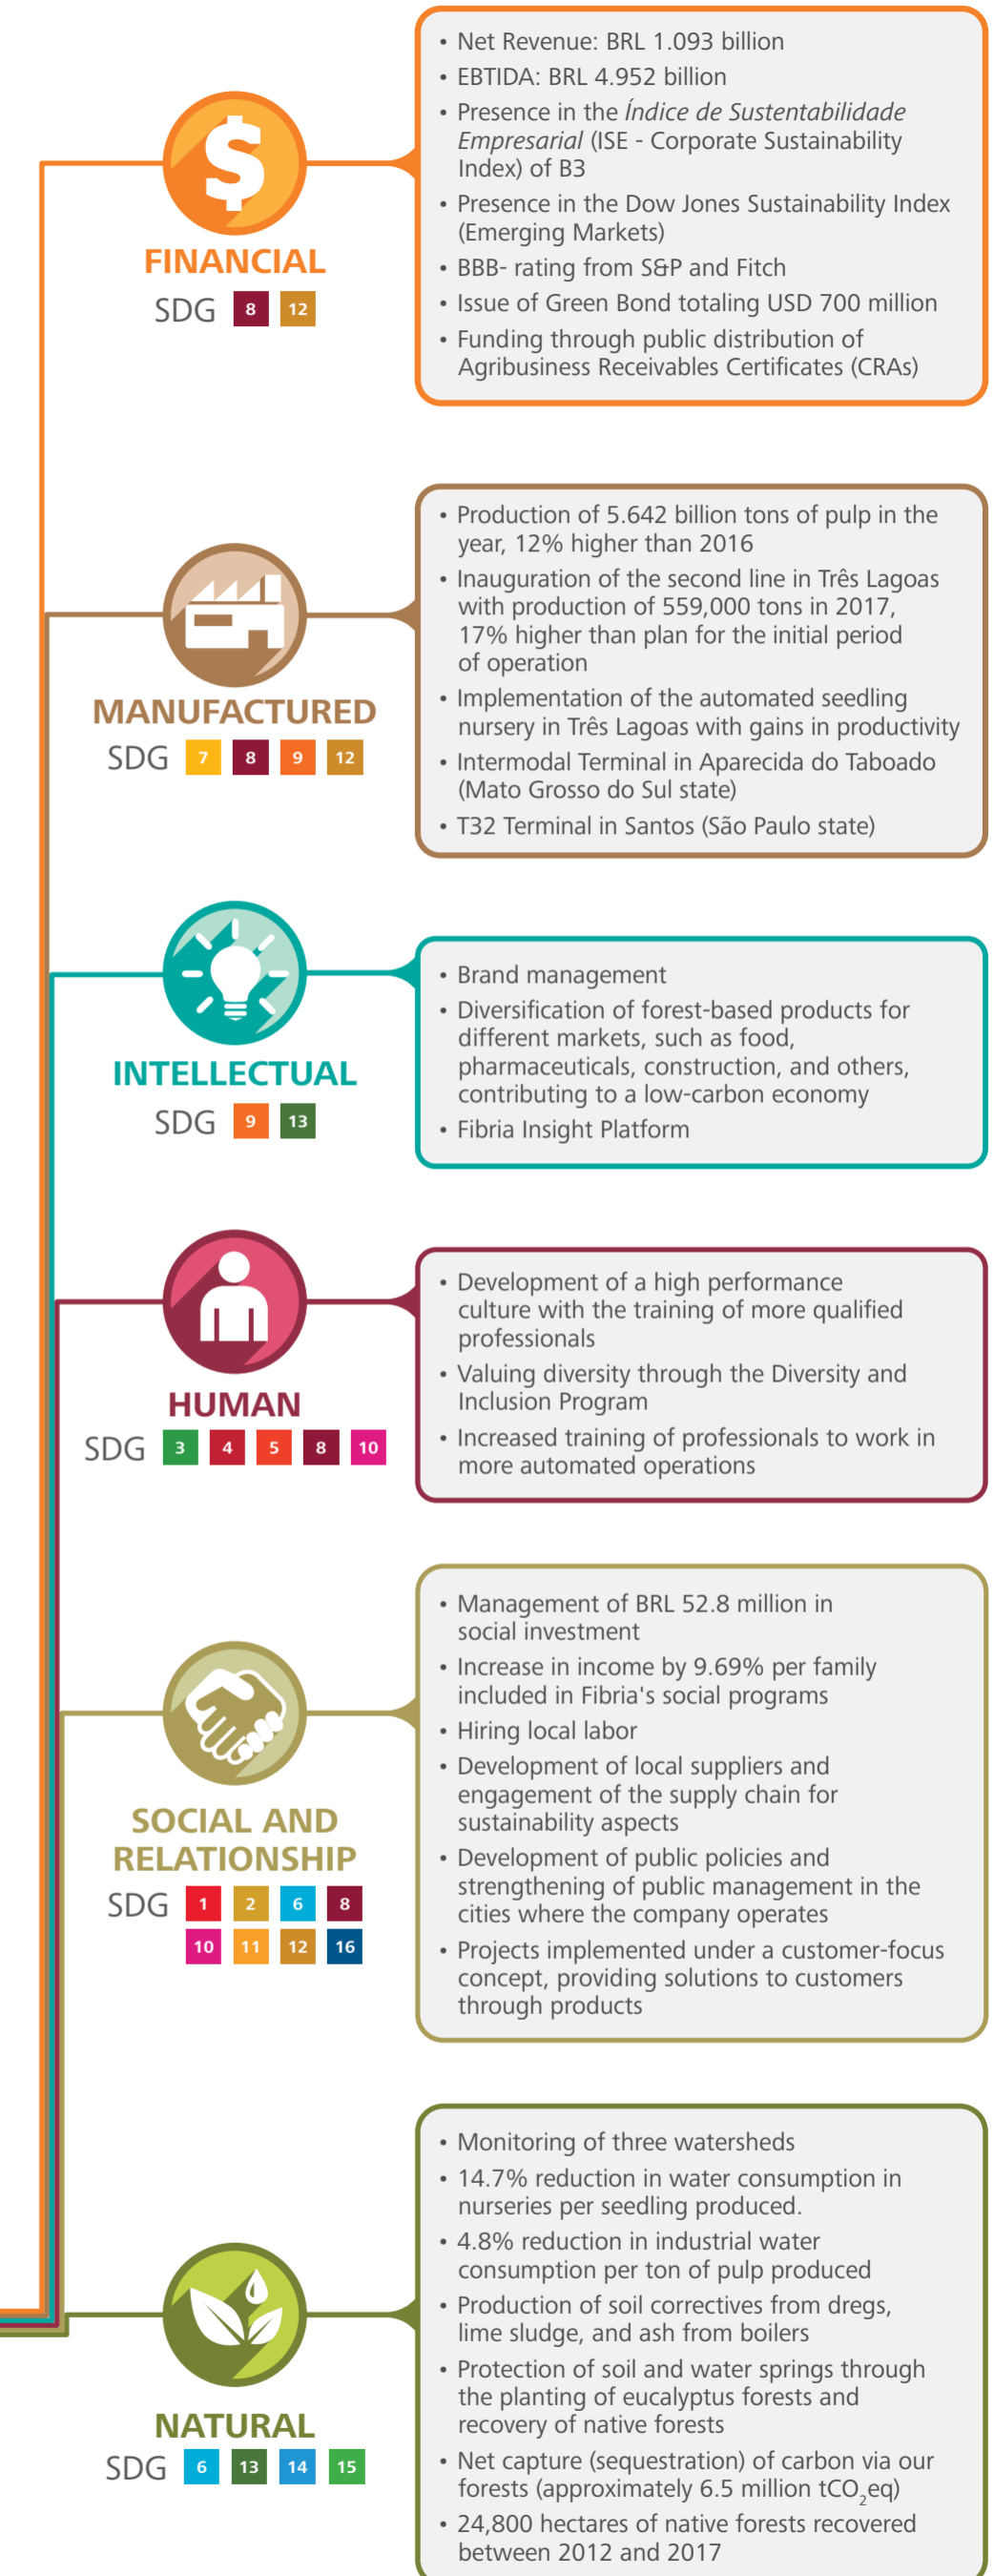 • Net Revenue: BRL 1.093 billion
• EBTIDA: BRL 4.952 billion
• Presence in the Índice de Sustentabilidade
Empresarial (ISE - Corporate Sustainability
Index) of B3
• Presence in the Dow Jones Sustainability Index
(Emerging Markets)
• BBB- rating from S&P and Fitch
• Issue of Green Bond totaling USD 700 million
• Funding through public distribution of
Agribusiness Receivables Certificates (CRAs)
$
FINANCIAL
SDG 8 12
• Production of 5.642 billion tons of pulp in the
year, 12% higher than 2016
• Inauguration of the second line in Três Lagoas
with production of 559,000 tons in 2017,
17% higher than plan for the initial period
of operation
• Implementation of the automated seedling
nursery in Três Lagoas with gains in productivity
• Intermodal Terminal in Aparecida do Taboado
(Mato Grosso do Sul state)
• T32 Terminal in Santos (São Paulo state)
MANUFACTURED
SDG 7 8 9 12
• Brand management
• Diversification of forest-based products for
different markets, such as food,
pharmaceuticals, construction, and others,
contributing to a low-carbon economy
• Fibria Insight Platform
INTELLECTUAL
SDG 9 13
• Development of a high performance
culture with the training of more qualified
professionals
• Valuing diversity through the Diversity and
Inclusion Program
• Increased training of professionals to work in
more automated operations
HUMAN
SDG 3 4 5 8 10
• Management of BRL 52.8 million in
social investment
• Increase in income by 9.69% per family
included in Fibria's social programs
• Hiring local labor
• Development of local suppliers and
engagement of the supply chain for
sustainability aspects
• Development of public policies and
strengthening of public management in the
cities where the company operates
• Projects implemented under a customer-focus
concept, providing solutions to customers
through products
SOCIAL AND
RELATIONSHIP
SDG 1 2 6 8
10 11 12 16
• Monitoring of three watersheds
• 14.7% reduction in water consumption in
nurseries per seedling produced.
• 4.8% reduction in industrial water
consumption per ton of pulp produced
• Production of soil correctives from dregs,
lime sludge, and ash from boilers
• Protection of soil and water springs through
the planting of eucalyptus forests and
recovery of native forests
• Net capture (sequestration) of carbon via our
forests (approximately 6.5 million tCO₂eq)
• 24,800 hectares of native forests recovered
between 2012 and 2017
NATURAL
SDG 6 13 14 15